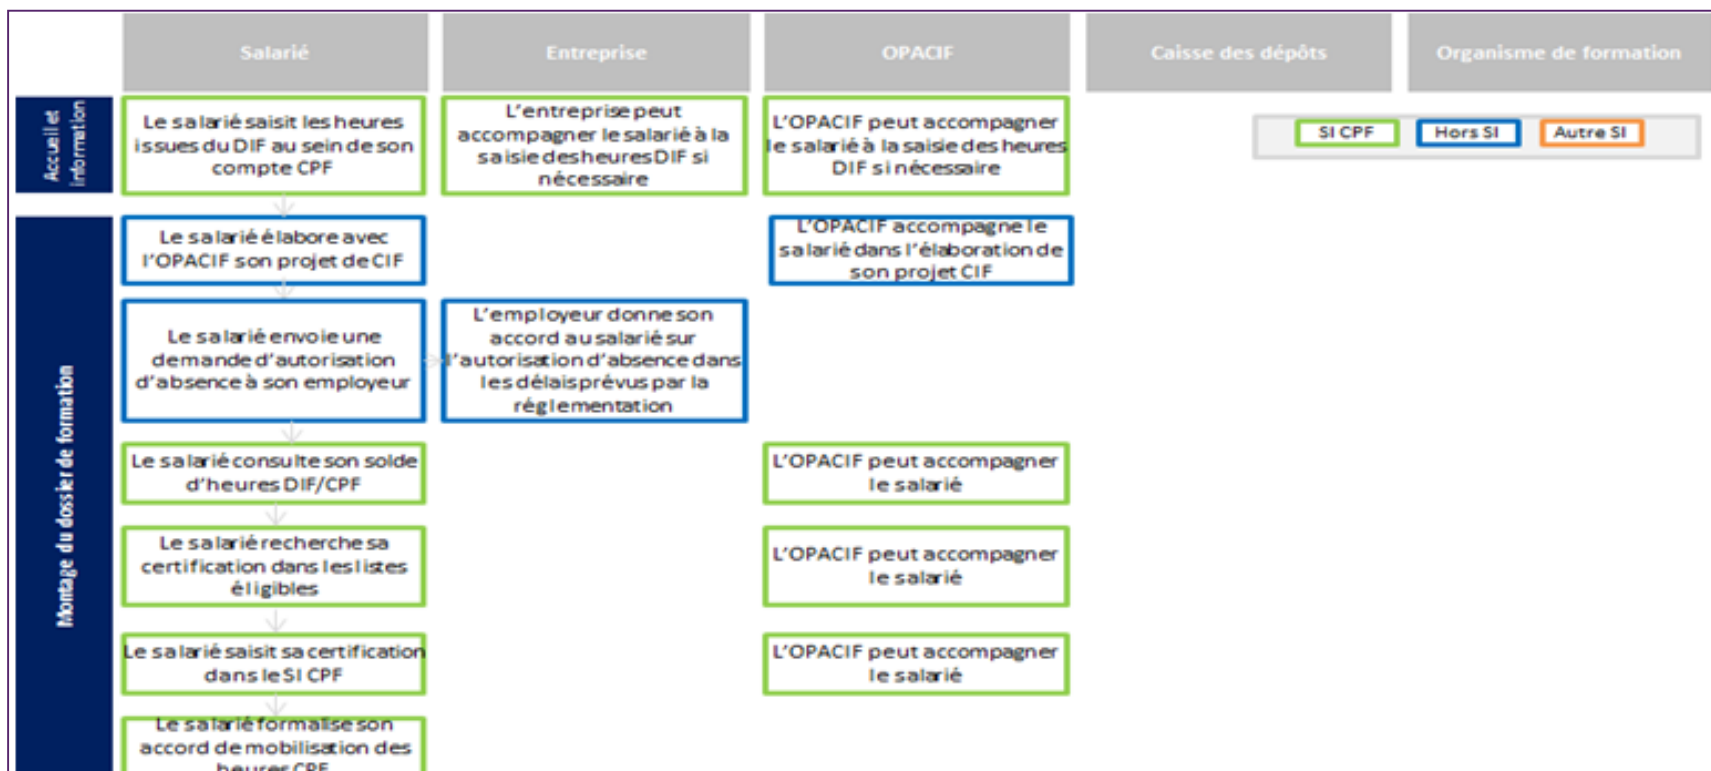 Salarié
Entreprise
OPACIF
Caisse des dépôts
Organisme de formation
Accueil et
information
Le salarié saisit les heures
issues du DIF au sein de son
compte CPF
L'entreprise peut
accompagner le salarié à la
saisie des heures DIF si
nécessaire
L'OPACIF peut accompagner
le salarié à la saisie des heures
DIF si nécessaire
SI CPF
Hors SI
Autre SI
Montage du dossier de formation
Le salarié élabore avec
l'OPACIF son projet de CIF
L'OPACIF accompagne le
salarié dans l'élaboration de
son projet CIF
Le salarié envoie une
demande d'autorisation
d'absence à son employeur
L'employeur donne son
accord au salarié sur
l'autorisation d'absence dans
les délais prévus par la
réglementation
Le salarié consulte son solde
d'heures DIF/CPF
L'OPACIF peut accompagner
le salarié
Le salarié recherche sa
certification dans les listes
éligibles
L'OPACIF peut accompagner
le salarié
Le salarié saisit sa certification
dans le SI CPF
L'OPACIF peut accompagner
le salarié
Le salarié formalise son
accord de mobilisation des
heures CPF